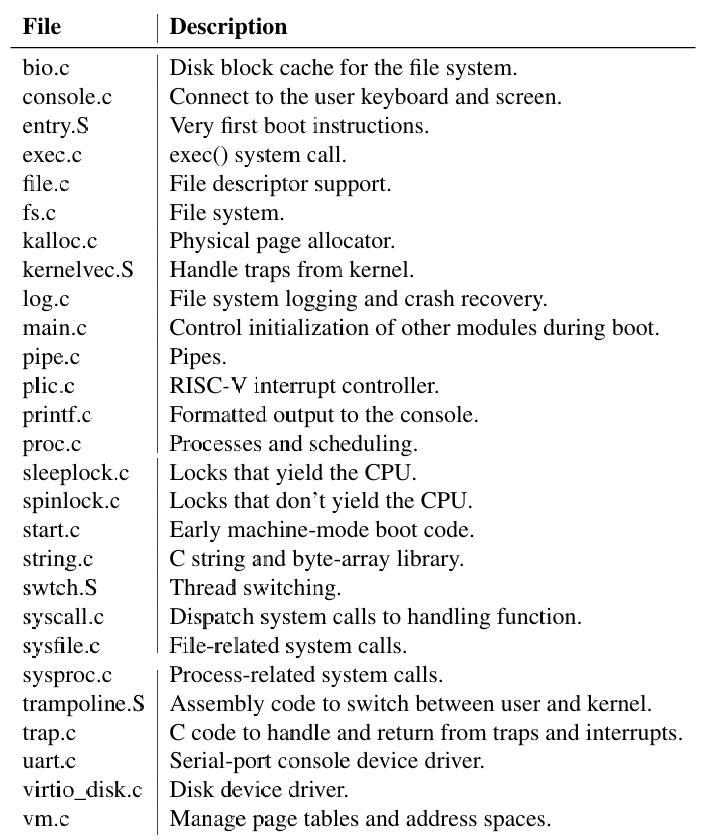 File Description
bio.c Disk block cache for the file system.
console.c Connect to the user keyboard and screen.
entry.S Very first boot instructions.
exec.c exec() system call.
file.c File descriptor support.
fs.c File system.
kalloc.c Physical page allocator.
kernelvec.S Handle traps from kernel.
log.c File system logging and crash recovery.
main.c Control initialization of other modules during boot.
pipe.c Pipes.
plic.c RISC-V interrupt controller.
printf.c Formatted output to the console.
proc.c Processes and scheduling.
sleeplock.c Locks that yield the CPU.
spinlock.c Locks that don't yield the CPU.
start.c Early machine-mode boot code.
string.c C string and byte-array library.
swtch.S Thread switching.
syscall.c Dispatch system calls to handling function.
sysfile.c File-related system calls.
sysproc.c Process-related system calls.
trampoline.S Assembly code to switch between user and kernel.
trap.c C code to handle and return from traps and interrupts.
uart.c Serial-port console device driver.
virtio_disk.c Disk device driver.
vm.c Manage page tables and address spaces.